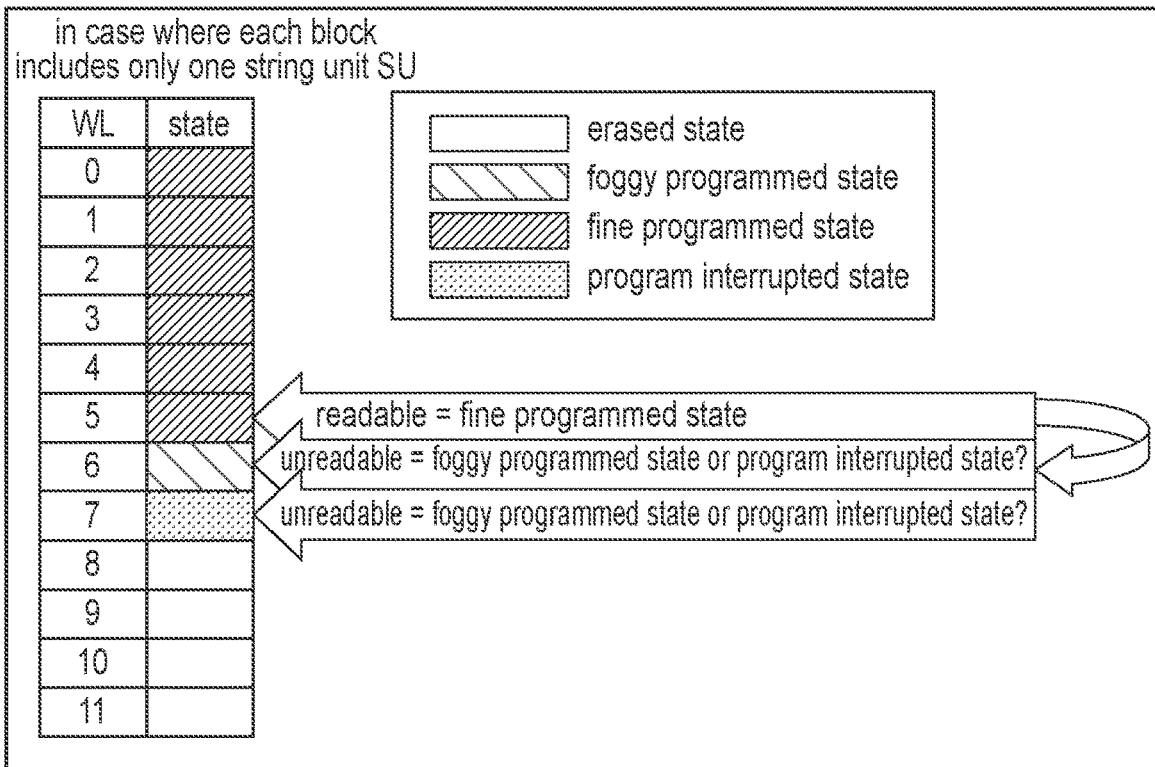 in case where each block
includes only one string unit SU
WL state
0
1
2
3
4
5
6
7
8
9
10
11
erased state
foggy programmed state
fine programmed state
program interrupted state
readable = fine programmed state
unreadable = foggy programmed state or program interrupted state?
unreadable = foggy programmed state or program interrupted state?